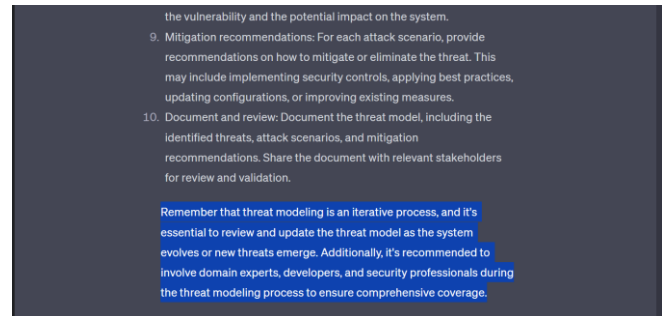 the vulnerability and the potential impact on the system.
9. Mitigation recommendations: For each attack scenario, provide
recommendations on how to mitigate or eliminate the threat. This
may include implementing security controls, applying best practices,
updating configurations, or improving existing measures.
10. Document and review: Document the threat model, including the
identified threats, attack scenarios, and mitigation
recommendations. Share the document with relevant stakeholders
for review and validation.
Remember that threat modeling is an iterative process, and it's
essential to review and update the threat model as the system
evolves or new threats emerge. Additionally, it's recommended to
involve domain experts, developers, and security professionals during
the threat modeling process to ensure comprehensive coverage.